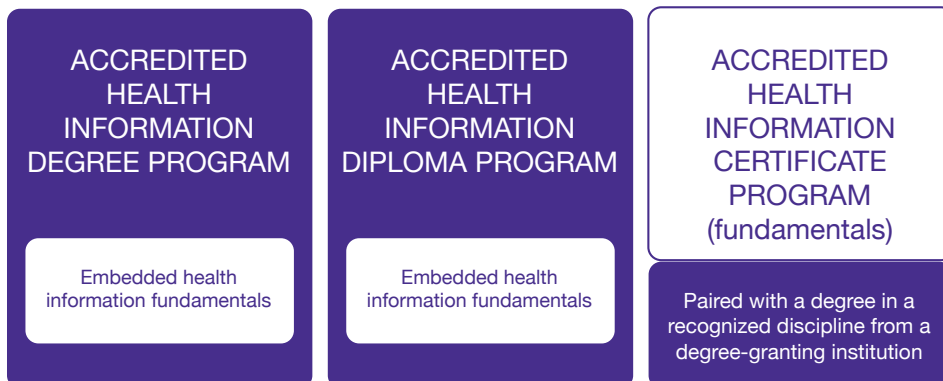 ACCREDITED
HEALTH
INFORMATION
DEGREE PROGRAM
Embedded health
information fundamentals
ACCREDITED
HEALTH
INFORMATION
DIPLOMA PROGRAM
Embedded health
information fundamentals
ACCREDITED
HEALTH
INFORMATION
CERTIFICATE
PROGRAM
(fundamentals)
Paired with a degree in a
recognized discipline from a
degree-granting institution